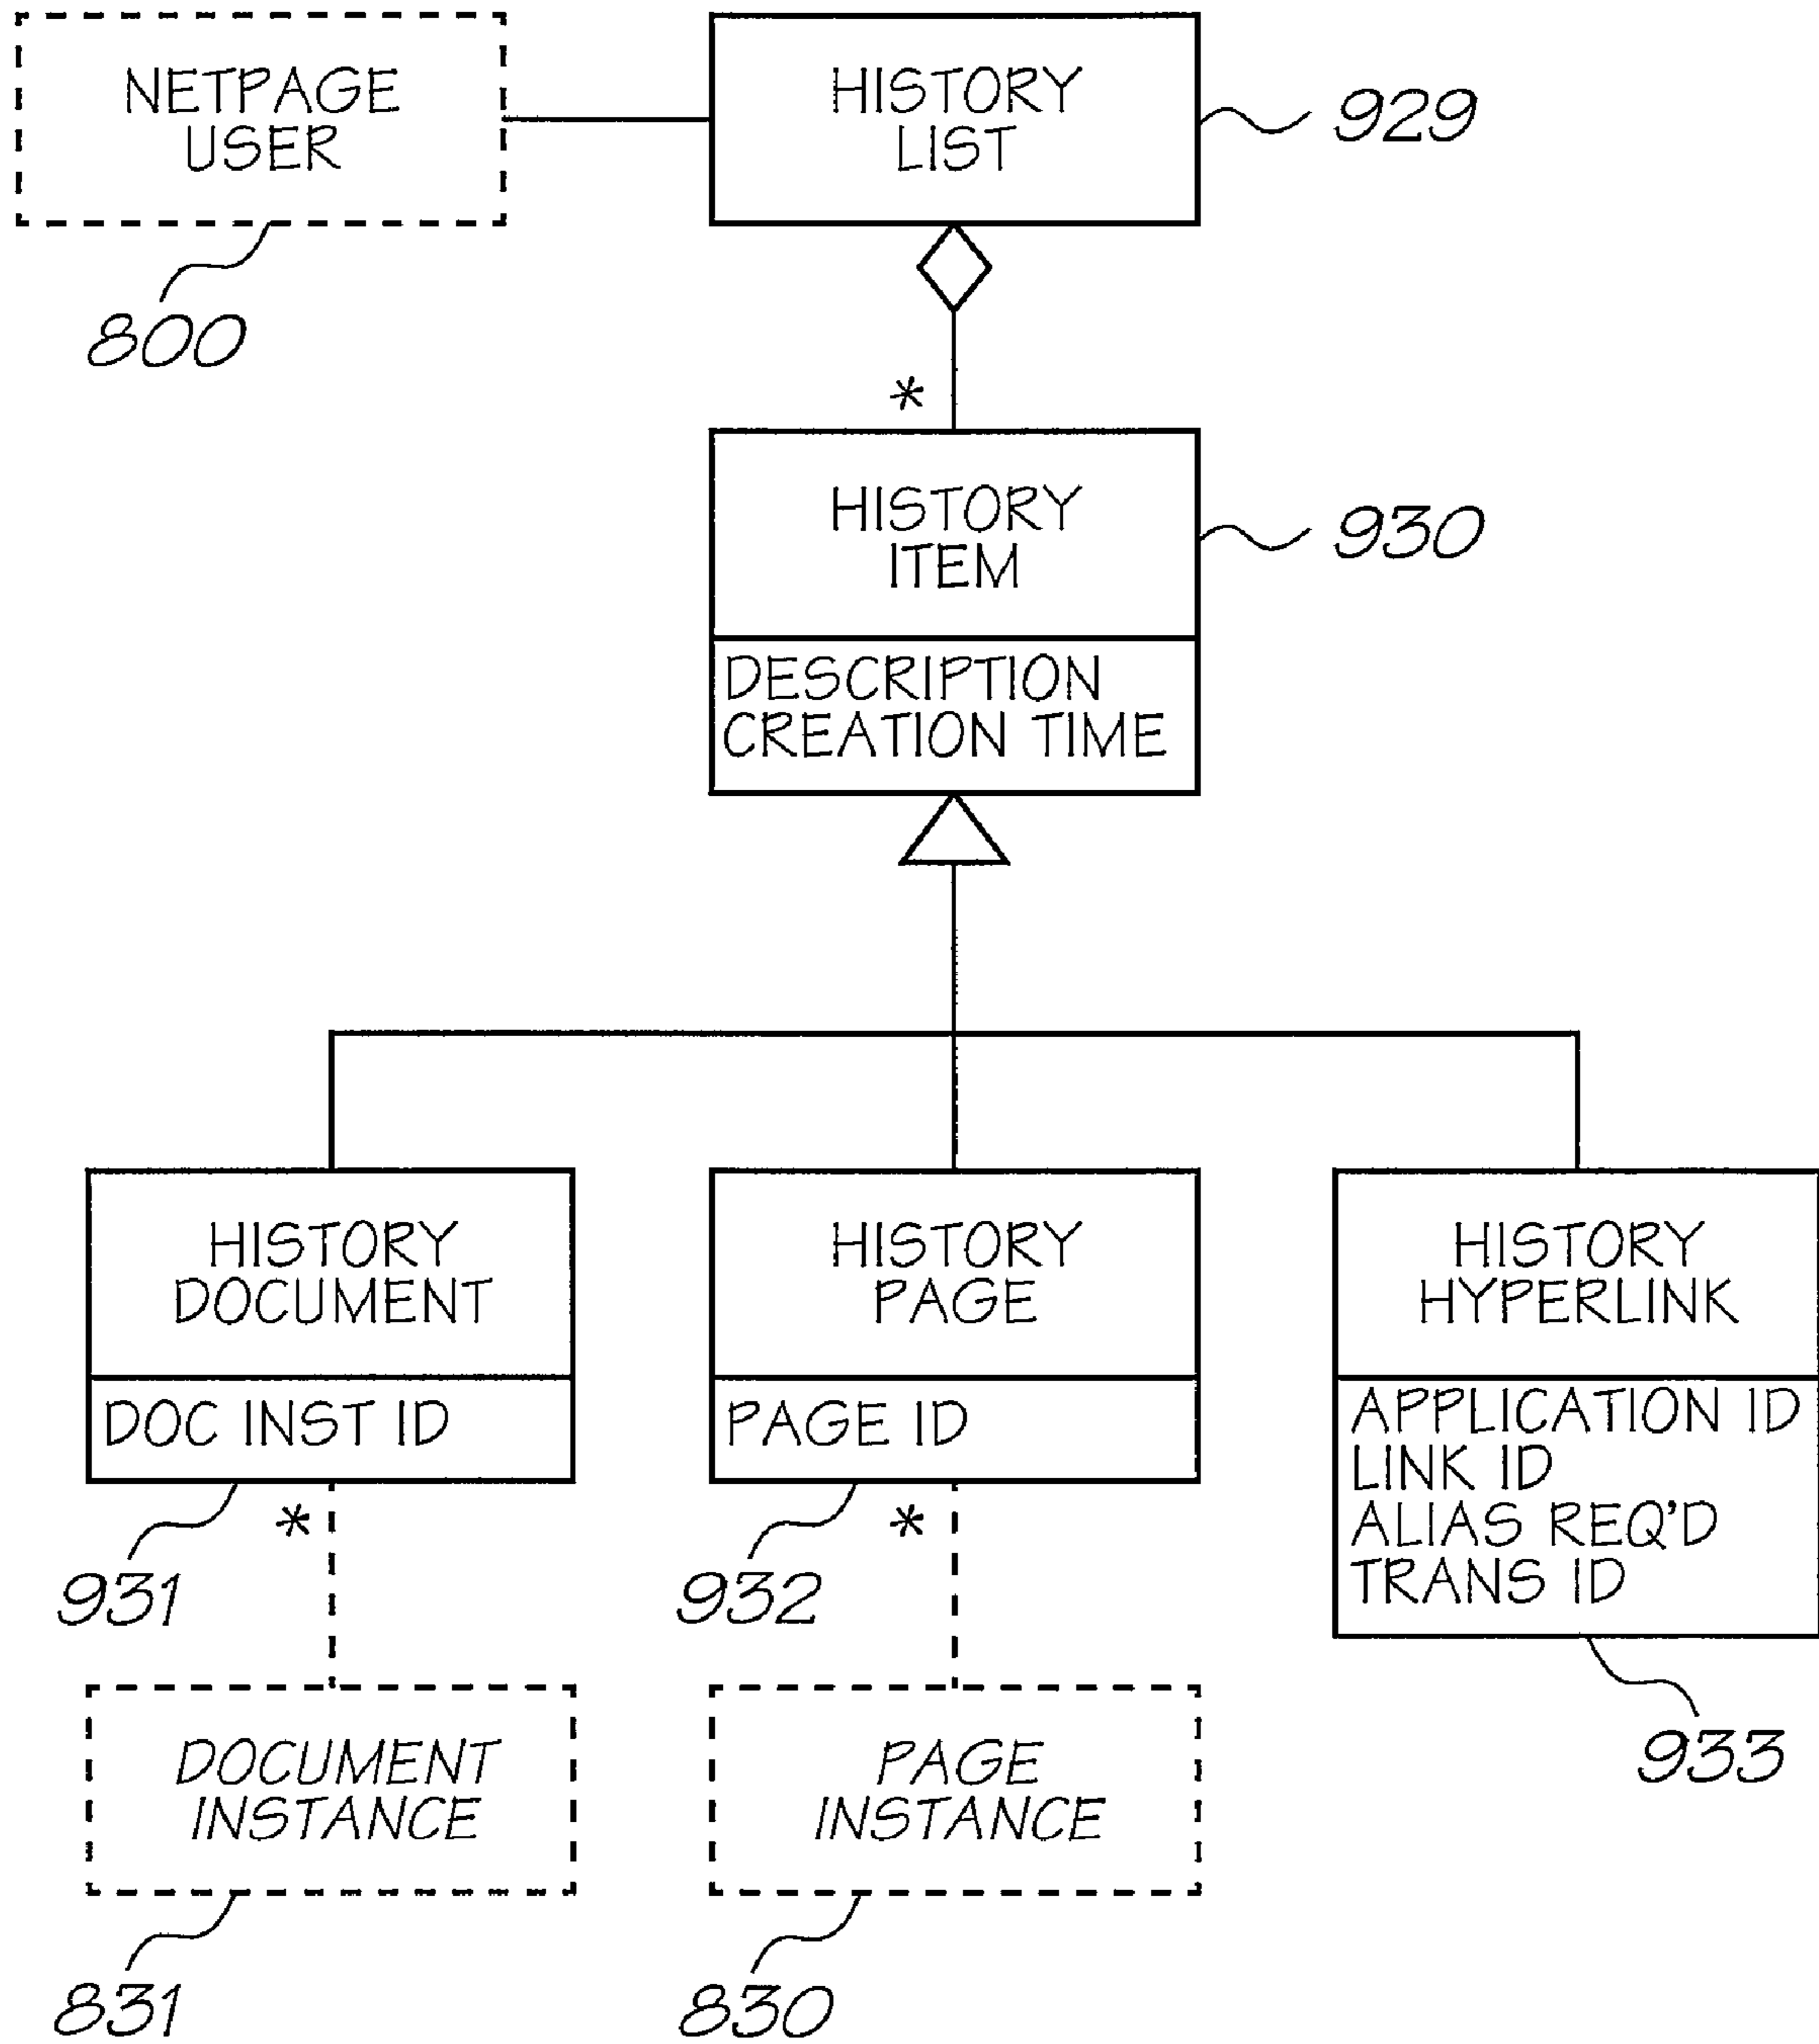 NETPAGE
USER
800
HISTORY
LIST
929
*
HISTORY
ITEM
930
DESCRIPTION
CREATION TIME
HISTORY
DOCUMENT
DOC INST ID
931
*
HISTORY
PAGE
PAGE ID
932
*
HISTORY
HYPERLINK
APPLICATION ID
LINK ID
ALIAS REQ'D
TRANS ID
933
DOCUMENT
INSTANCE
831
PAGE
INSTANCE
830